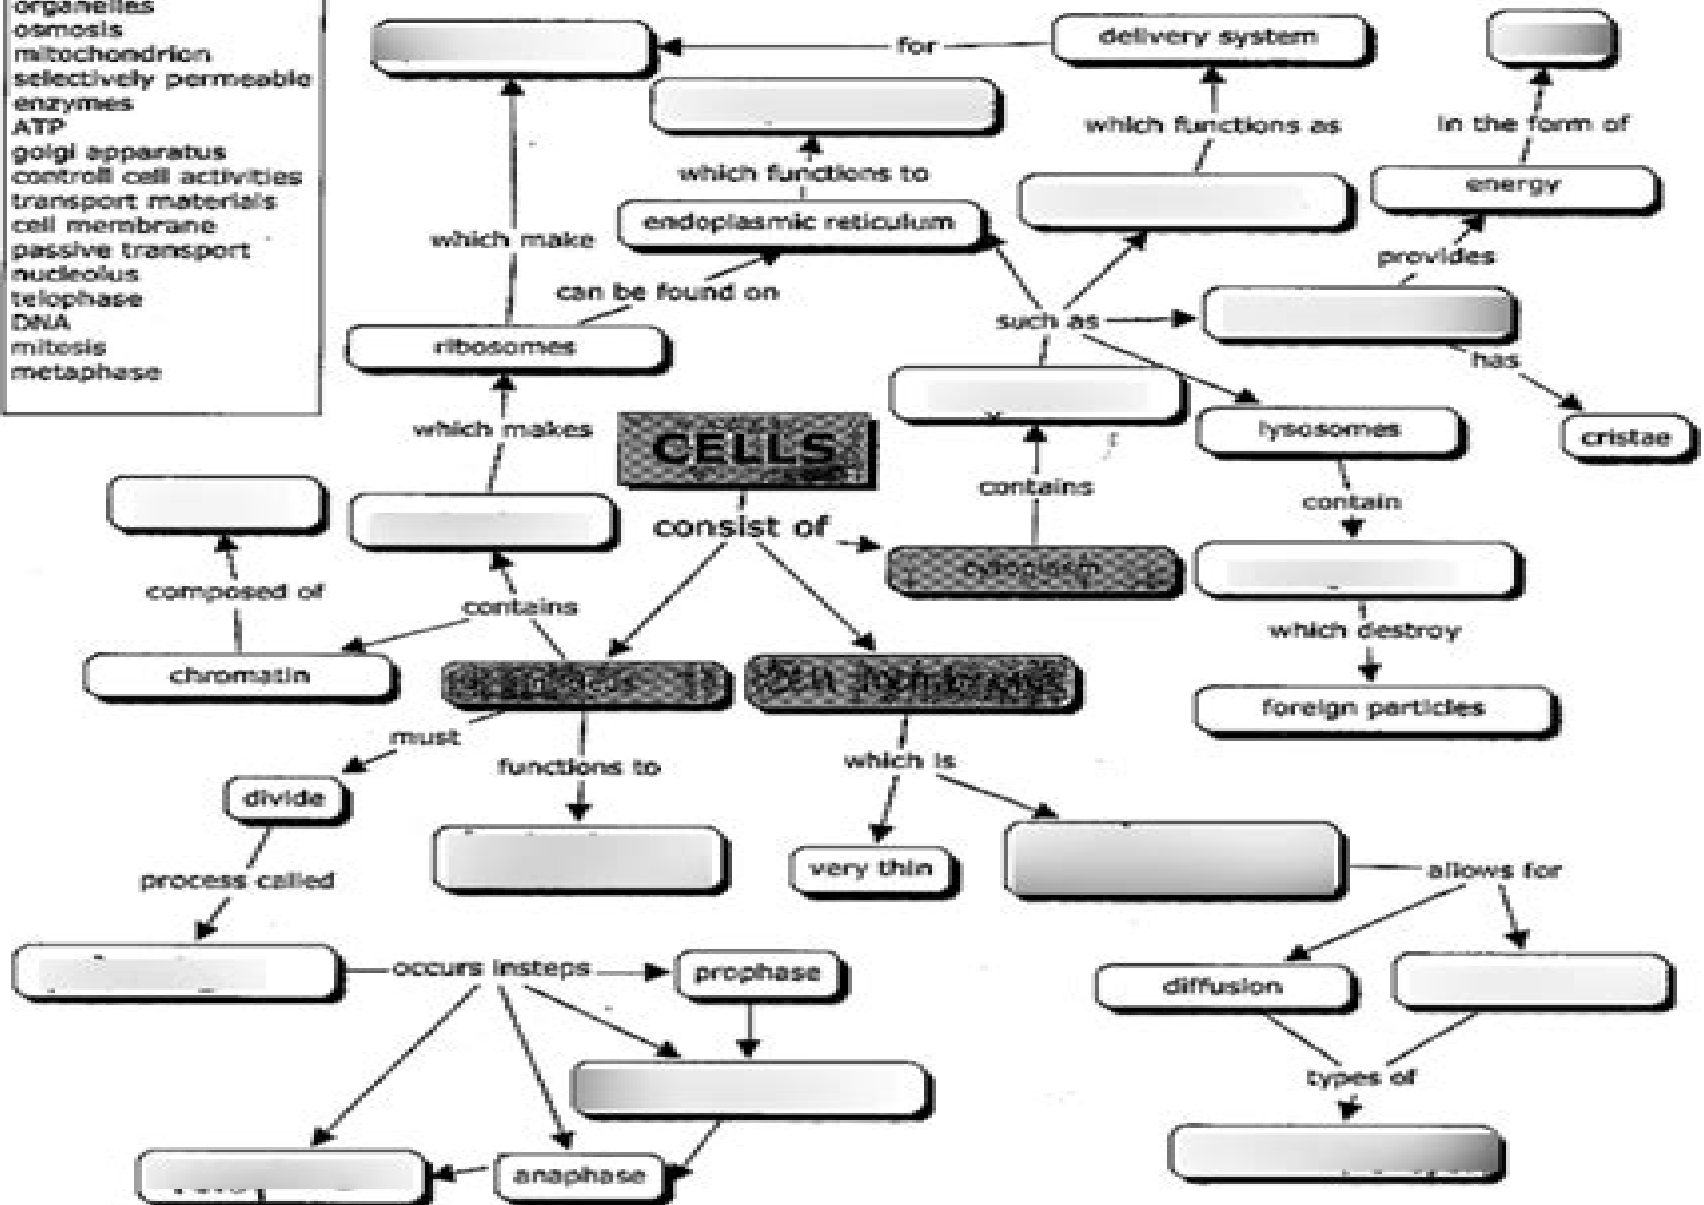 organelles
osmosis
mitochondrion
selectively permeable
enzymes
ATP
golgi apparatus
controll cell activities
transport materials
cell membrane
passive transport
nucleolus
telophase
DNA
mitosis
metaphase
for
delivery system
which functions as
in the form of
which functions to
energy
endoplasmic reticulum
which make
provides
can be found on
such as
ribosomes
has
which makes
CELLS
lysosomes
cristae
contains
contain
consist of
cytoplasm
composed of
contains
which destroy
chromatin
foreign particles
must
functions to
which is
divide
very thin
allows for
process called
occurs insteps
prophase
diffusion
types of
anaphase